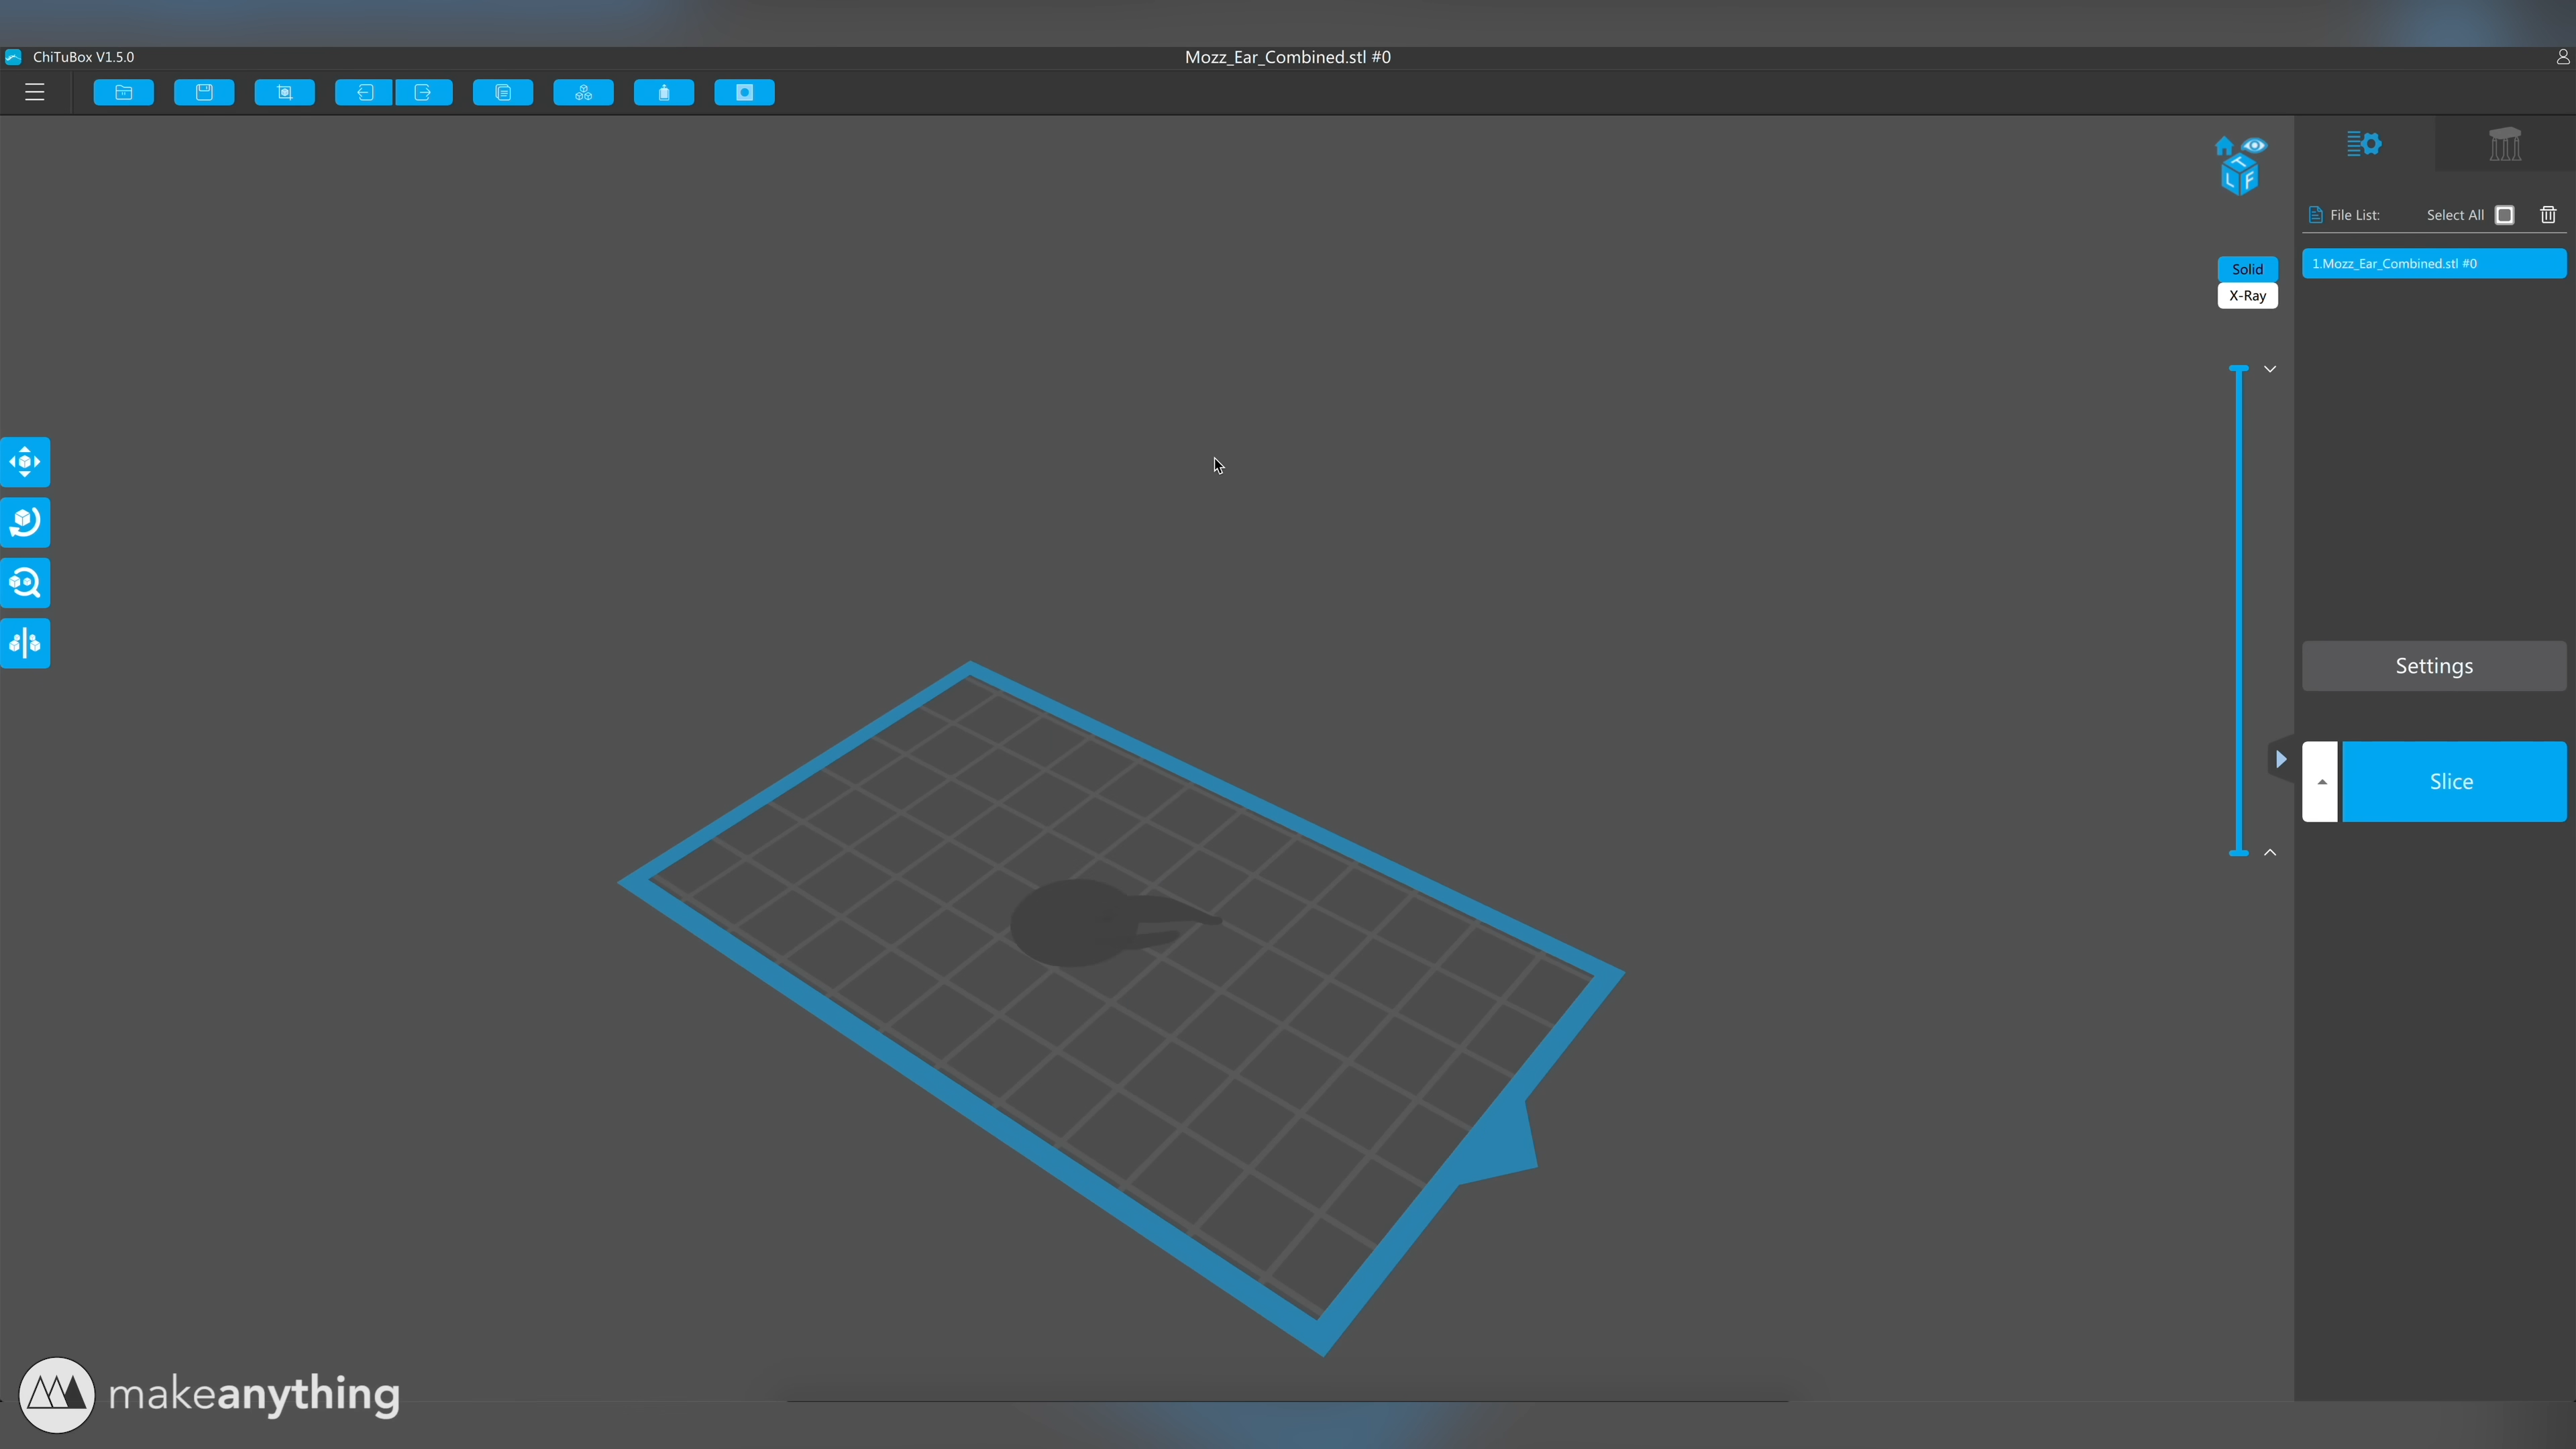 ChiTuBox V1.5.0
Mozz_Ear_Combined.stl #0
T
L F
File List:
Select All
1.Mozz_Ear_Combined.stl #0
Solid
X-Ray
Settings
Slice
makeanything